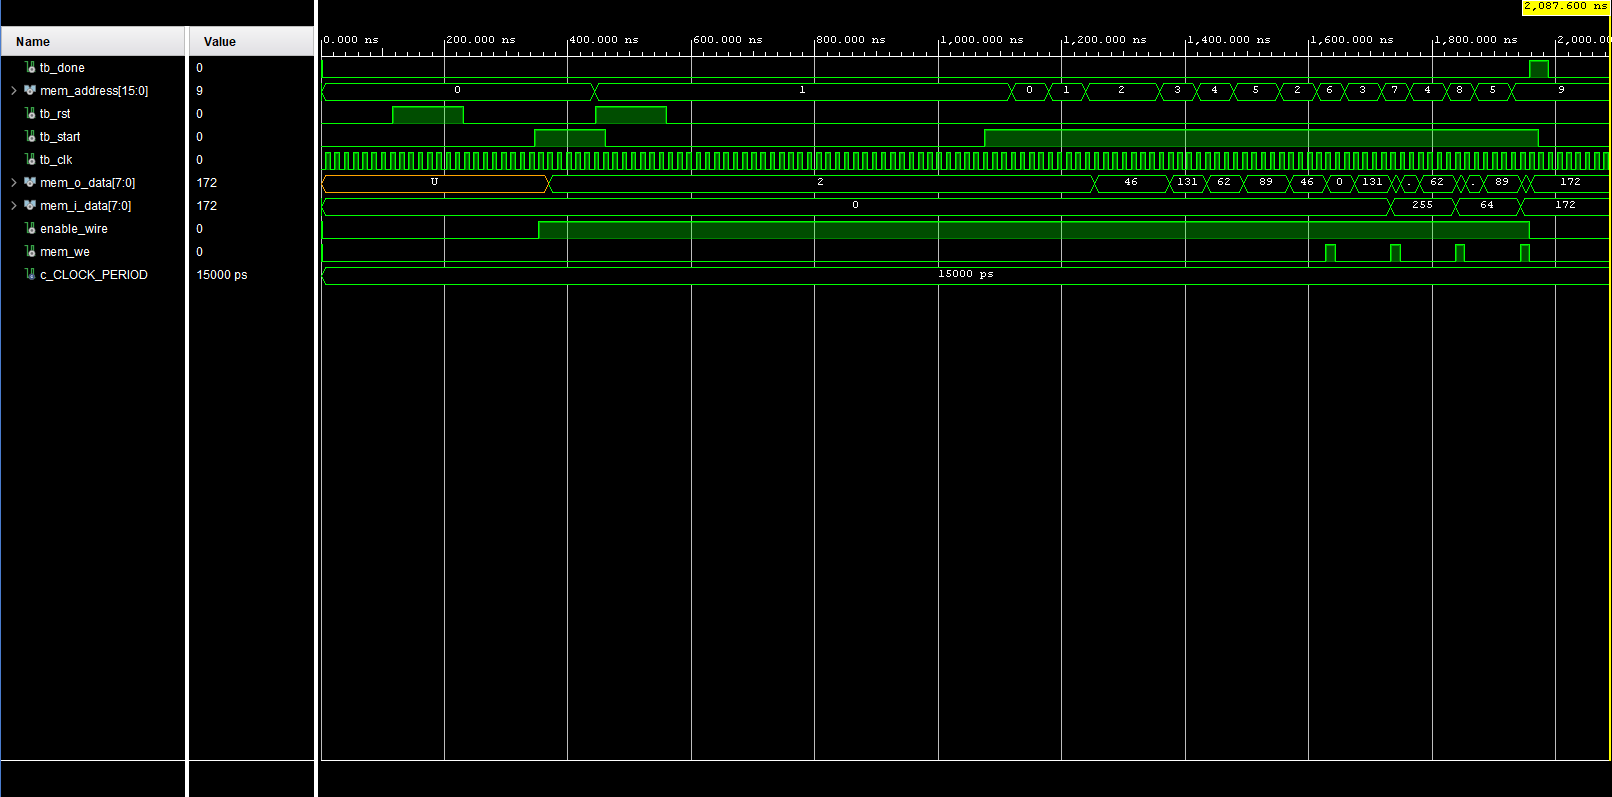 2,087.600 ns
Name Value
0.000 ns 200.000 ns 400.000 ns 600.000 ns 800.000 ns 1,000.000 ns 1,200.000 ns 1,400.000 ns 1,600.000 ns 1,800.000 ns 2,000.00
tb_done 0
mem_address[15:0] 9 0 1 0 1 2 3 4 5 2 6 3 7 4 8 5 9
tb_rst 0
tb_start 0
tb_clk 0
mem_o_data[7:0] 172 U 2 46 131 62 89 46 0 131 . 62 . 89 172
mem_i_data[7:0] 172 0 255 64 172
enable_wire 0
mem_we 0
c_CLOCK_PERIOD 15000 ps 15000 ps